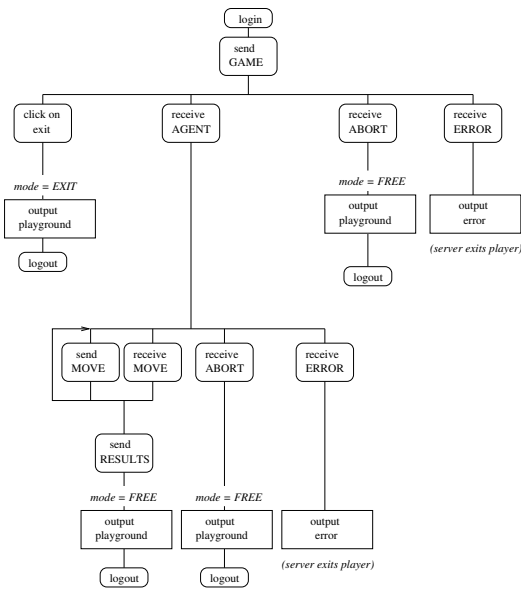 login
send
GAME
click on
exit
receive
AGENT
receive
ABORT
receive
ERROR
mode = EXIT
mode = FREE
output
playground
output
playground
output
error
(server exits player)
logout
logout
send
MOVE
receive
MOVE
receive
ABORT
receive
ERROR
send
RESULTS
mode = FREE
mode = FREE
output
playground
output
playground
output
error
(server exits player)
logout
logout